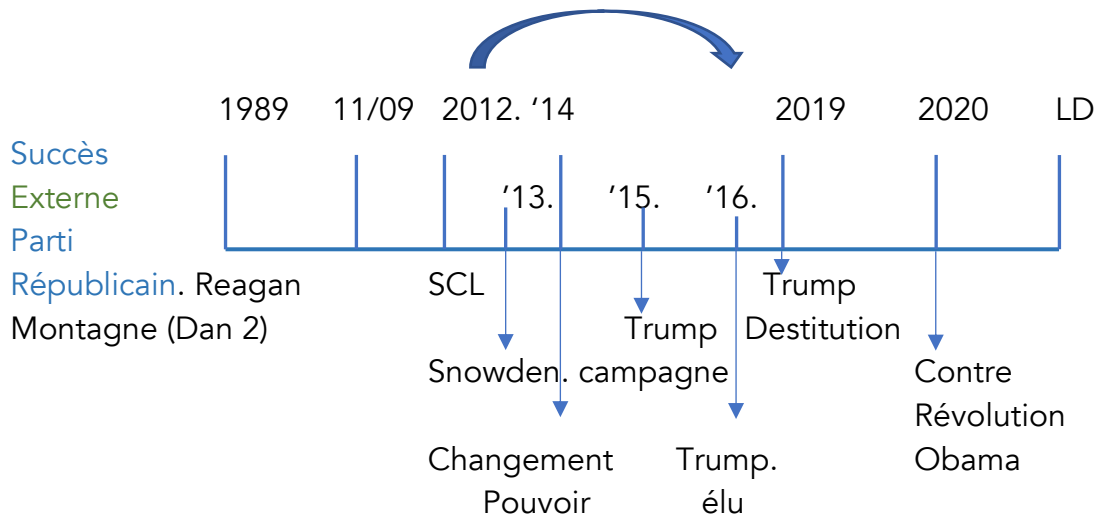 1989 11/09 2012. ’14 2019 2020 LD
Succès
Externe ’13. ’15. ’16.
Parti
Républicain. Reagan SCL Trump
Montagne (Dan 2) Trump Destitution
Snowden. campagne Contre
Révolution
Changement Trump. Obama
Pouvoir élu